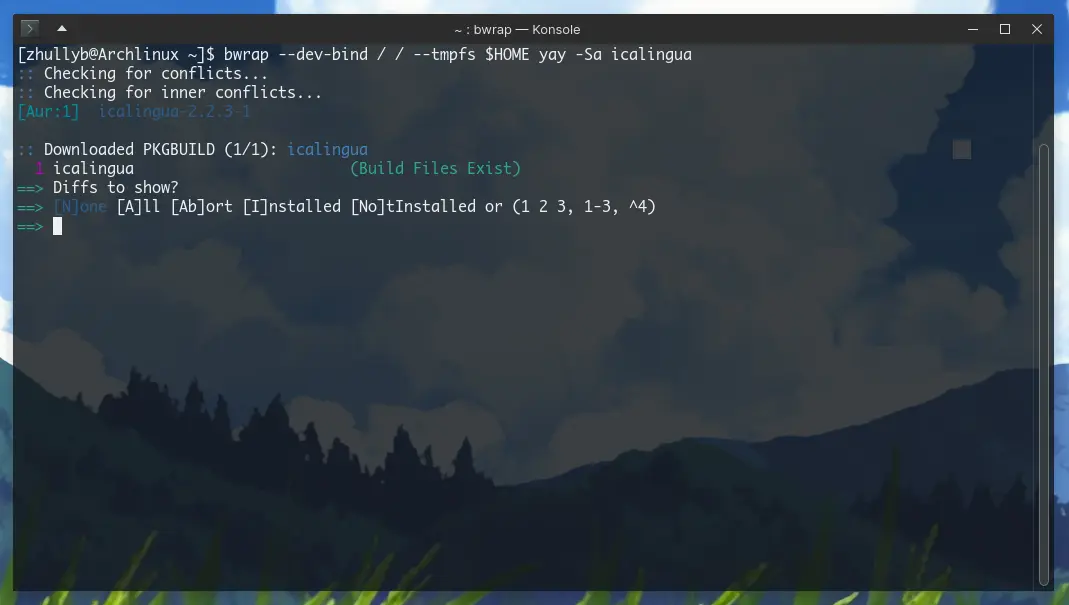 ~ : bwrap — Konsole
[zhullyb@Archlinux ~]$ bwrap --dev-bind / / --tmpfs $HOME yay -Sa icalingua
:: Checking for conflicts...
:: Checking for inner conflicts...
[Aur:1]  icalingua-2.2.3-1
:: Downloaded PKGBUILD (1/1): icalingua
1 icalingua                        (Build Files Exist)
==> Diffs to show?
==> [N]one [A]ll [Ab]ort [I]nstalled [No]tInstalled or (1 2 3, 1-3, ^4)
==>